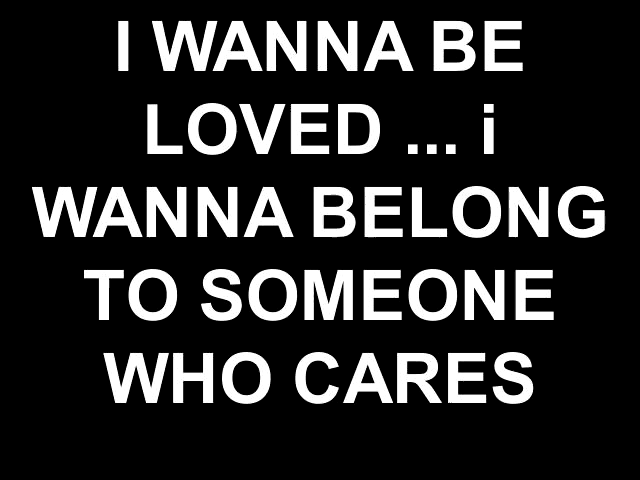 I WANNA BE
LOVED ... i
WANNA BELONG
TO SOMEONE
WHO CARES